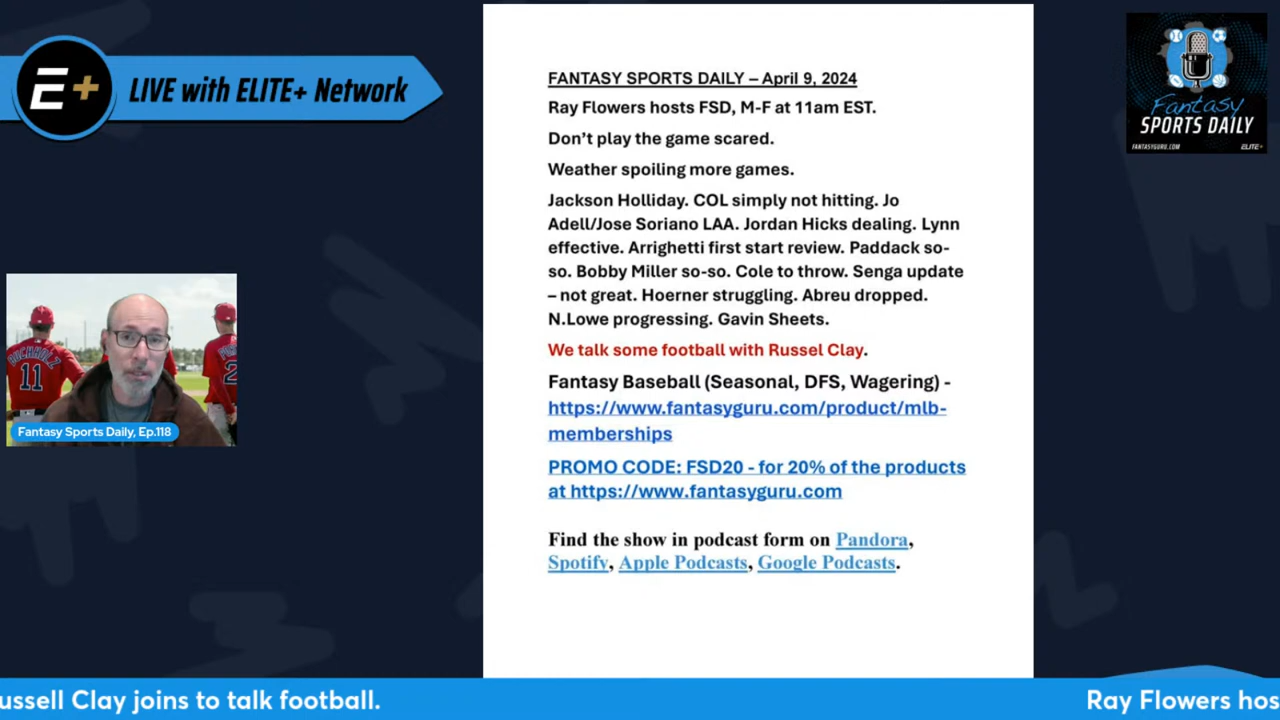 E+
LIVE with ELITE+ Network
FANTASY SPORTS DAILY – April 9, 2024
Ray Flowers hosts FSD, M-F at 11am EST.
Don’t play the game scared.
Weather spoiling more games.
Jackson Holliday. COL simply not hitting. Jo
Adell/Jose Soriano LAA. Jordan Hicks dealing. Lynn
effective. Arrighetti first start review. Paddack so-
so. Bobby Miller so-so. Cole to throw. Senga update
– not great. Hoerner struggling. Abreu dropped.
N.Lowe progressing. Gavin Sheets.
We talk some football with Russel Clay.
Fantasy Baseball (Seasonal, DFS, Wagering) -
https://www.fantasyguru.com/product/mlb-
memberships
PROMO CODE: FSD20 - for 20% of the products
at https://www.fantasyguru.com
Find the show in podcast form on Pandora,
Spotify, Apple Podcasts, Google Podcasts.
Fantasy
SPORTS DAILY
FANTASYGURU.COM
ELITE+
BUCHHOLZ
11
2
Fantasy Sports Daily, Ep.118
ussell Clay joins to talk football.
Ray Flowers hos